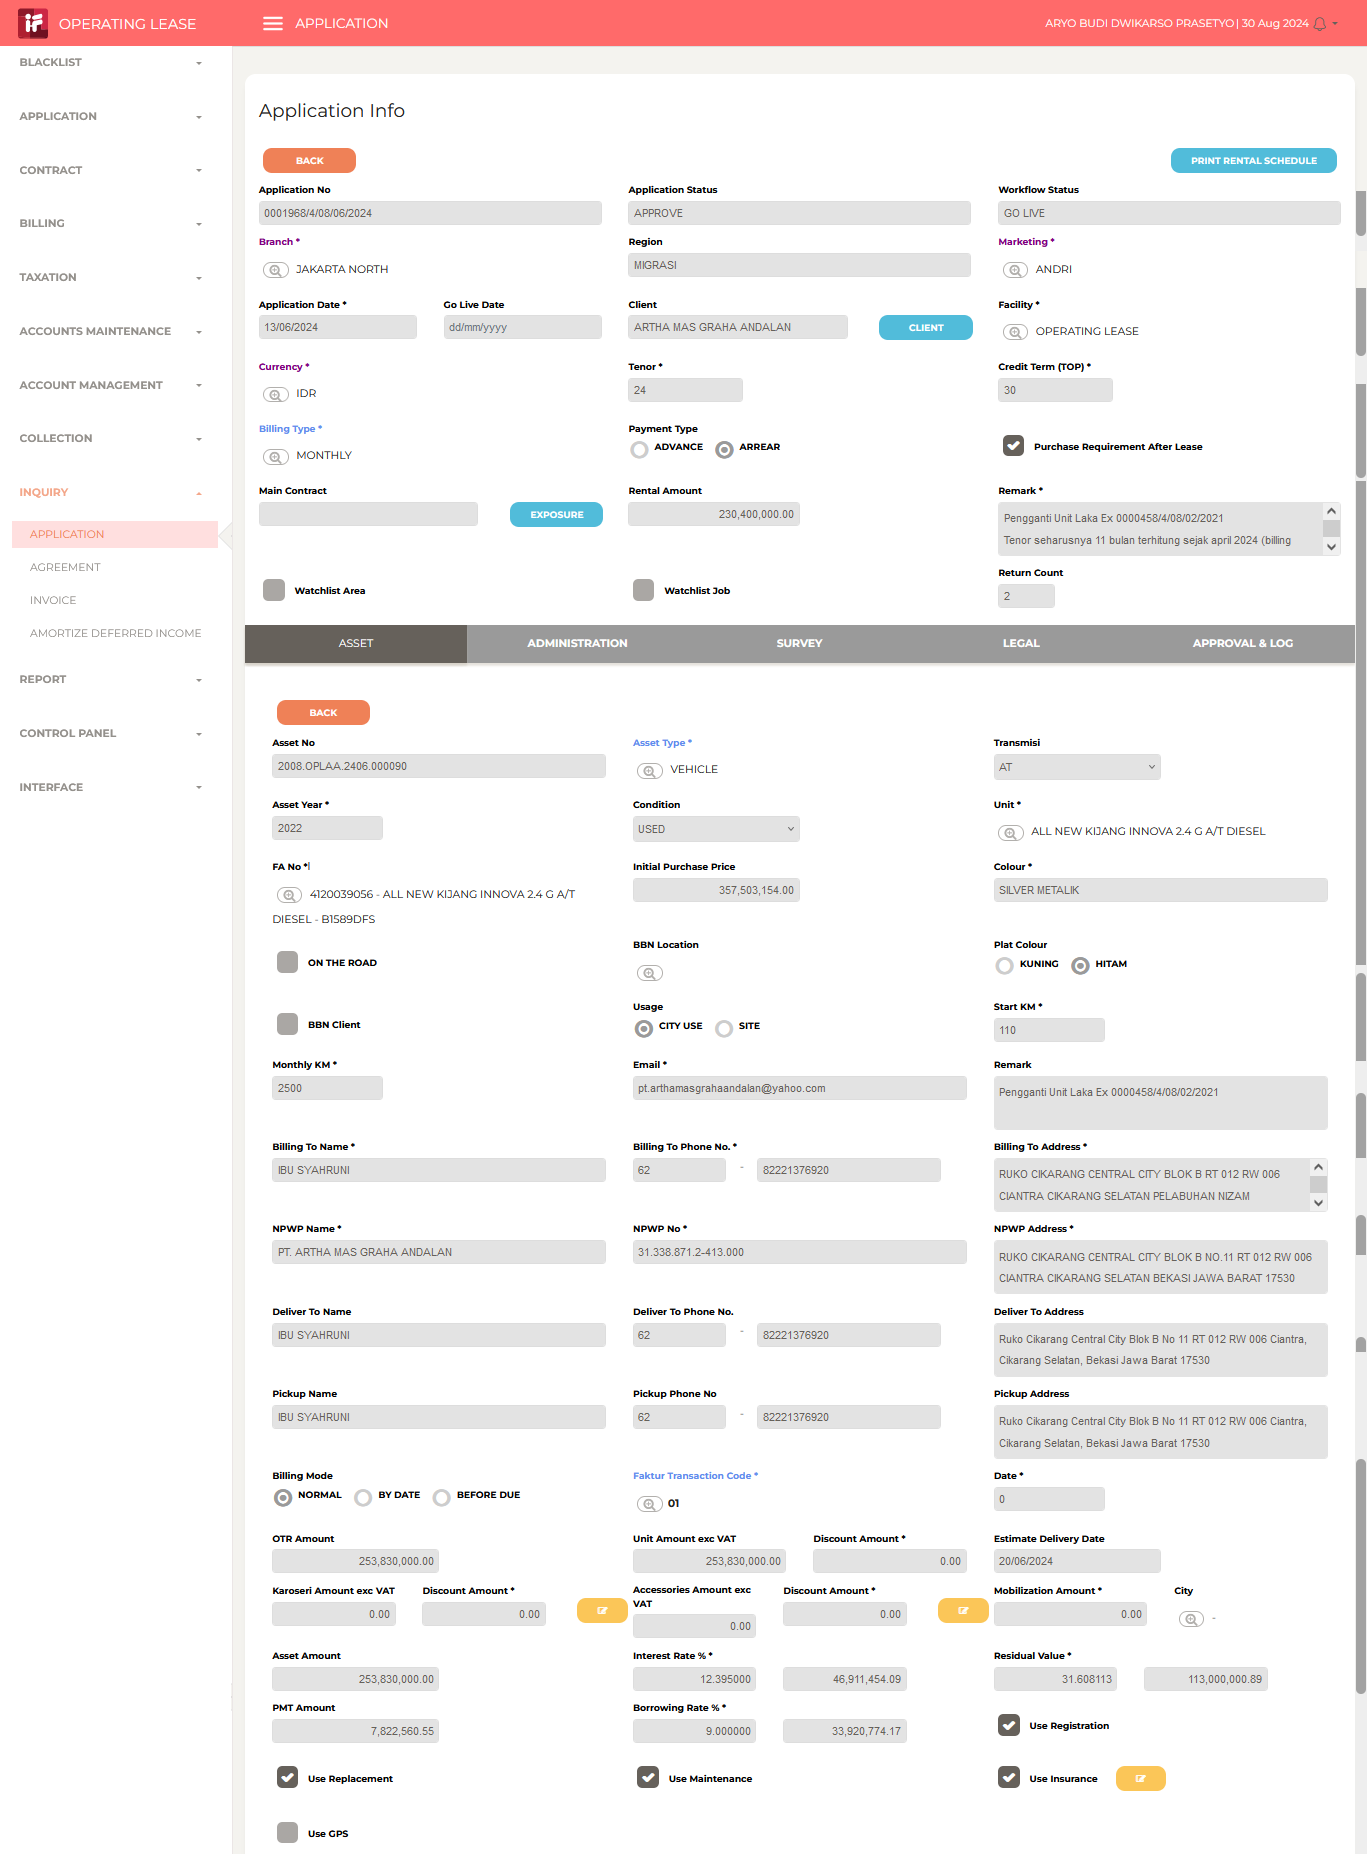 iF OPERATING LEASE
APPLICATION
ARYO BUDI DWIKARSO PRASETYO | 30 Aug 2024
BLACKLIST
APPLICATION
CONTRACT
BILLING
TAXATION
ACCOUNTS MAINTENANCE
ACCOUNT MANAGEMENT
COLLECTION
INQUIRY
APPLICATION
AGREEMENT
INVOICE
AMORTIZE DEFERRED INCOME
REPORT
CONTROL PANEL
INTERFACE
Application Info
BACK PRINT RENTAL SCHEDULE
Application No Application Status Workflow Status
0001968/4/08/06/2024 APPROVE GO LIVE
Branch * Region Marketing *
JAKARTA NORTH MIGRASI ANDRI
Application Date * Go Live Date Client Facility *
13/06/2024 dd/mm/yyyy ARTHA MAS GRAHA ANDALAN CLIENT OPERATING LEASE
Currency * Tenor * Credit Term (TOP) *
IDR 24 30
Billing Type * Payment Type
MONTHLY ADVANCE ARREAR Purchase Requirement After Lease
Main Contract Rental Amount Remark *
EXPOSURE 230,400,000.00 Pengganti Unit Laka Ex 0000458/4/08/02/2021
Tenor seharusnya 11 bulan terhitung sejak april 2024 (billing
Watchlist Area Watchlist Job Return Count
2
ASSET ADMINISTRATION SURVEY LEGAL APPROVAL & LOG
BACK
Asset No Asset Type * Transmisi
2008.OPLAA.2406.000090 VEHICLE AT
Asset Year * Condition Unit *
2022 USED ALL NEW KIJANG INNOVA 2.4 G A/T DIESEL
FA No * Initial Purchase Price Colour *
4120039056 - ALL NEW KIJANG INNOVA 2.4 G A/T 357,503,154.00 SILVER METALIK
DIESEL - B1589DFS
ON THE ROAD BBN Location Plat Colour
KUNING HITAM
BBN Client Usage Start KM *
CITY USE SITE 110
Monthly KM * Email * Remark
2500 pt.arthamasgrahaandalan@yahoo.com Pengganti Unit Laka Ex 0000458/4/08/02/2021
Billing To Name * Billing To Phone No. * Billing To Address *
IBU SYAHRUNI 62 - 82221376920 RUKO CIKARANG CENTRAL CITY BLOK B RT 012 RW 006
CIANTRA CIKARANG SELATAN PELABUHAN NIZAM
NPWP Name * NPWP No * NPWP Address *
PT. ARTHA MAS GRAHA ANDALAN 31.338.871.2-413.000 RUKO CIKARANG CENTRAL CITY BLOK B NO.11 RT 012 RW 006
CIANTRA CIKARANG SELATAN BEKASI JAWA BARAT 17530
Deliver To Name Deliver To Phone No. Deliver To Address
IBU SYAHRUNI 62 - 82221376920 Ruko Cikarang Central City Blok B No 11 RT 012 RW 006 Ciantra,
Cikarang Selatan, Bekasi Jawa Barat 17530
Pickup Name Pickup Phone No Pickup Address
IBU SYAHRUNI 62 - 82221376920 Ruko Cikarang Central City Blok B No 11 RT 012 RW 006 Ciantra,
Cikarang Selatan, Bekasi Jawa Barat 17530
Billing Mode Faktur Transaction Code * Date *
NORMAL BY DATE BEFORE DUE 01 0
OTR Amount Unit Amount exc VAT Discount Amount * Estimate Delivery Date
253,830,000.00 253,830,000.00 0.00 20/06/2024
Karoseri Amount exc VAT Discount Amount * Accessories Amount exc VAT Discount Amount * Mobilization Amount * City
0.00 0.00 0.00 0.00 0.00 -
Asset Amount Interest Rate % * Residual Value *
253,830,000.00 12.395000 46,911,454.09 31.608113 113,000,000.89
PMT Amount Borrowing Rate % *
7,822,560.55 9.000000 33,920,774.17 Use Registration
Use Replacement Use Maintenance Use Insurance
Use GPS